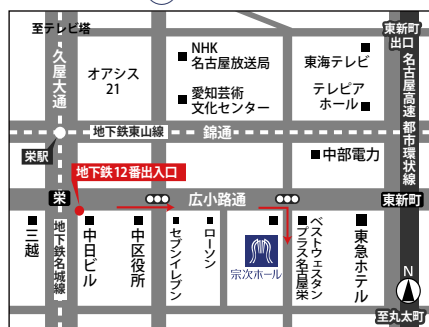 至テレビ塔
東新町
出口
久屋大通
オアシス
21
NHK
名古屋放送局
愛知芸術
文化センター
東海テレビ
テレピア
ホール
名古屋高速 都市環状線
地下鉄東山線
錦通
栄駅
中部電力
地下鉄12番出入口
栄
広小路通
東新町
三越
地下鉄名城線
中日ビル
中区役所
セブンイレブン
ローソン
宗次ホール
ベストウェスタン
プラス名古屋栄
東急ホテル
N
至丸太町